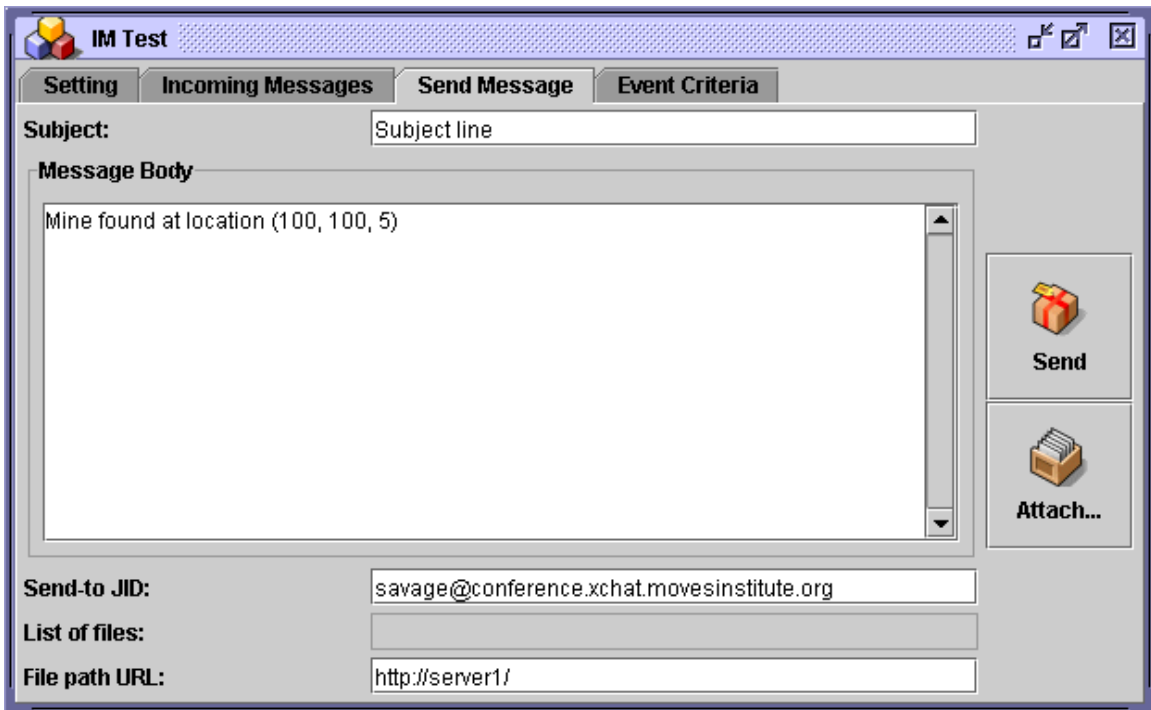 IM Test
Setting Incoming Messages Send Message Event Criteria
Subject: Subject line
Message Body
Mine found at location (100, 100, 5)
Send
Attach...
Send-to JID: savage@conference.xchat.movesinstitute.org
List of files:
File path URL: http://server1/